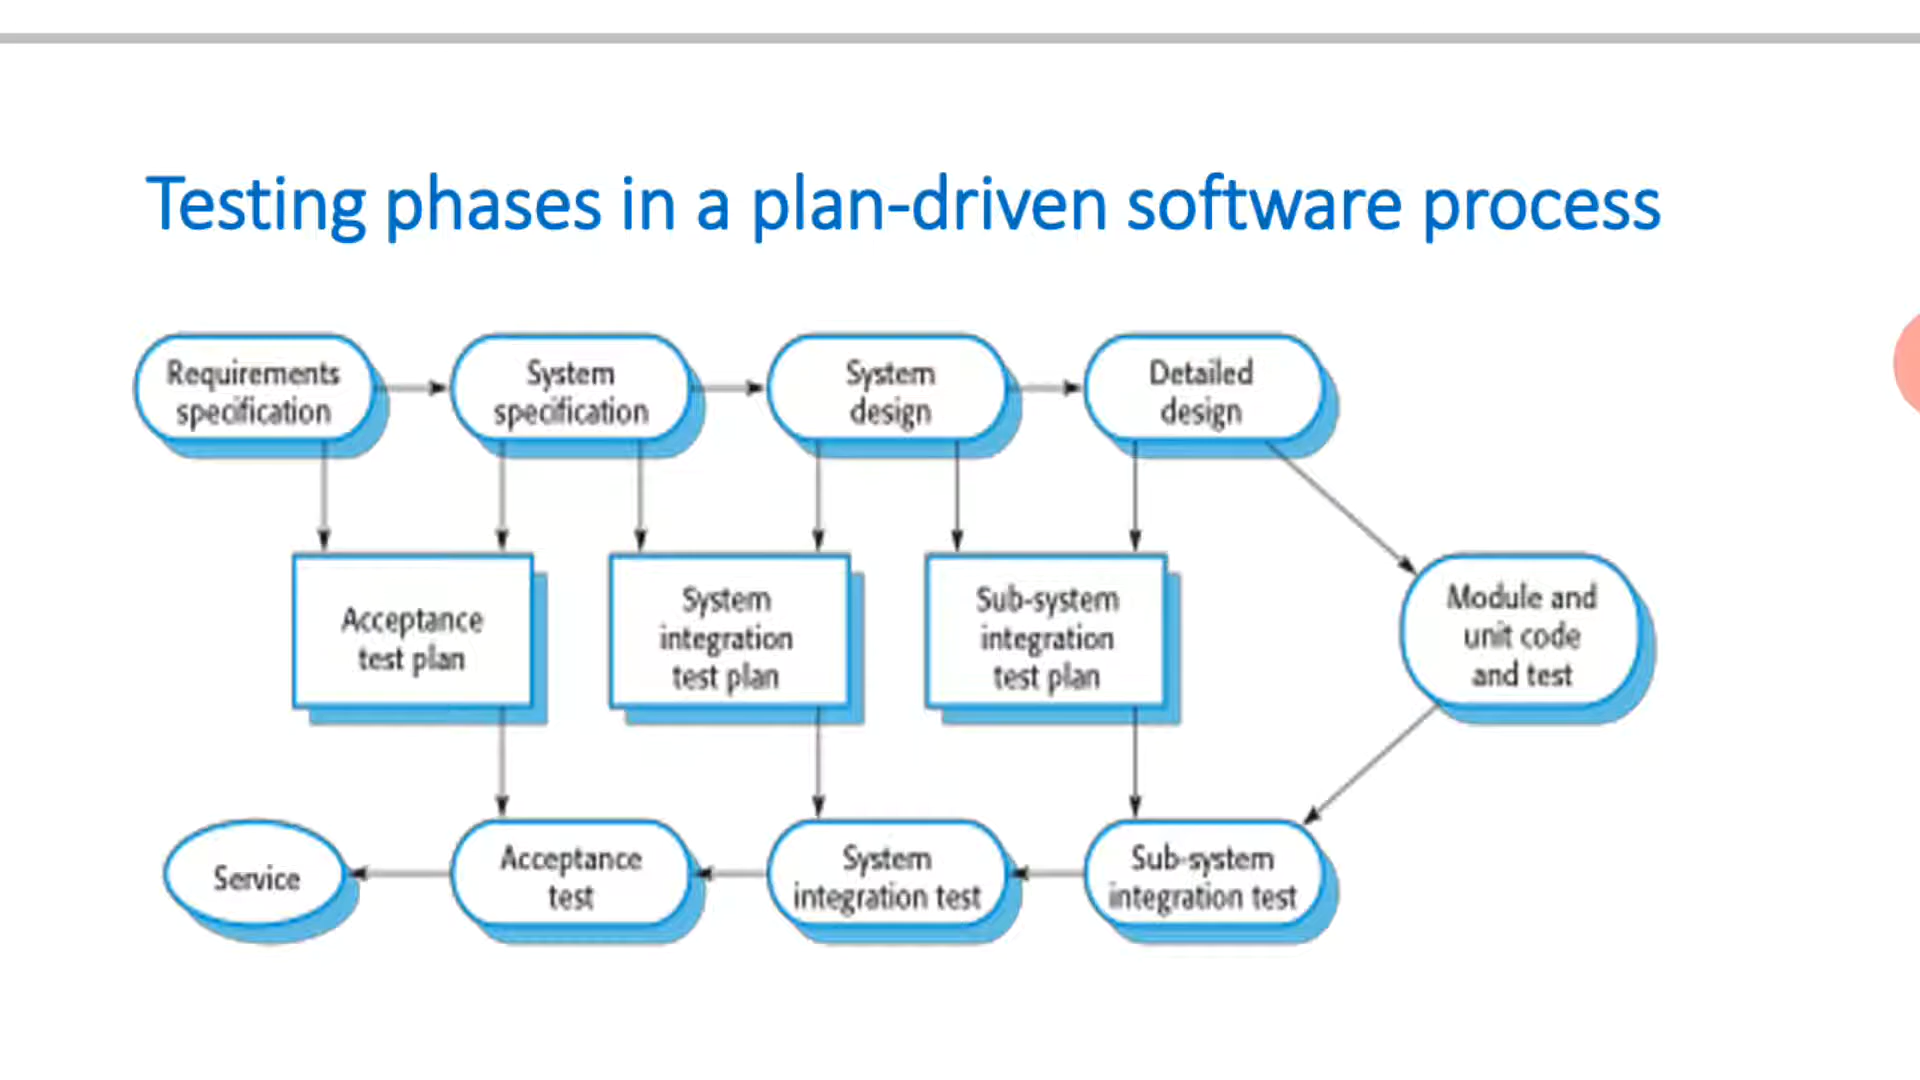 Testing phases in a plan-driven software process
Requirements
specification
System
specification
System
design
Detailed
design
Acceptance
test plan
System
integration
test plan
Sub-system
integration
test plan
Module and
unit code
and test
Service
Acceptance
test
System
integration test
Sub-system
integration test